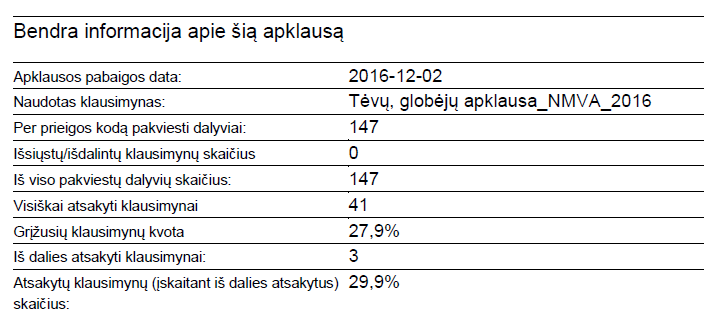 Bendra informacija apie šią apklausą
Apklausos pabaigos data: 2016-12-02
Naudotas klausimynas: Tėvų, globėjų apklausa_NMVA_2016
Per prieigos kodą pakviesti dalyviai: 147
Išsiųstų/išdalintų klausimynų skaičius 0
Iš viso pakviestų dalyvių skaičius: 147
Visiškai atsakyti klausimynai 41
Grįžusių klausimynų kvota 27,9%
Iš dalies atsakyti klausimynai: 3
Atsakytų klausimynų (įskaitant iš dalies atsakytus) 29,9%
skaičius: